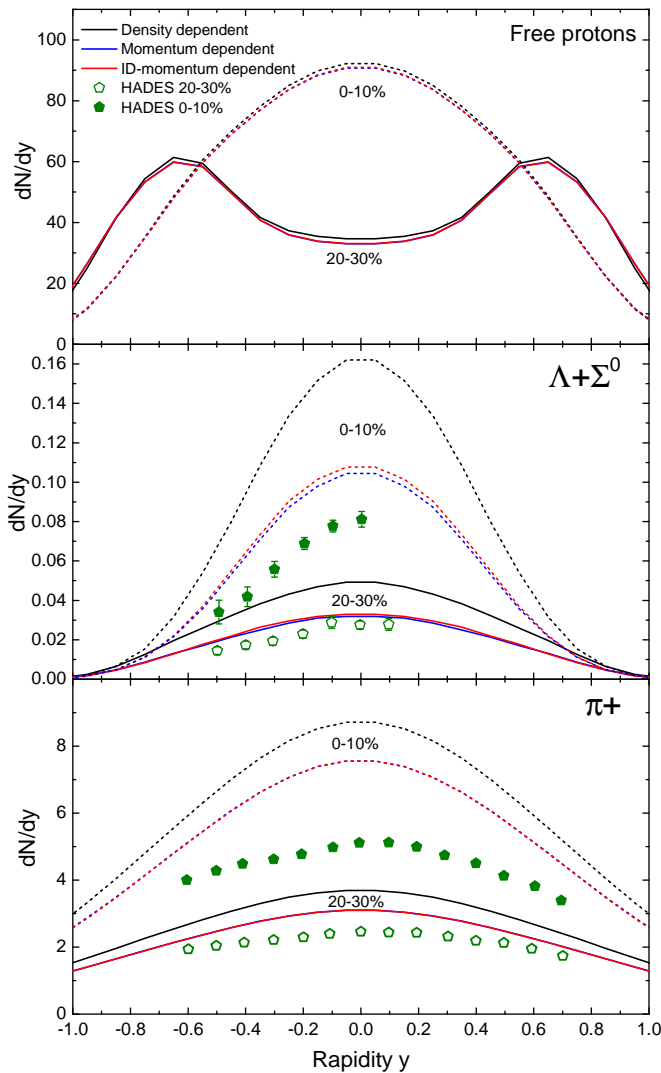 Density dependent
Momentum dependent
ID-momentum dependent
HADES 20-30%
HADES 0-10%
Free protons
0-10%
20-30%
100
80
60
40
20
0
dN/dy
Λ+Σ⁰
0-10%
20-30%
0.16
0.14
0.12
0.10
0.08
0.06
0.04
0.02
0.00
dN/dy
π+
0-10%
20-30%
8
6
4
2
0
dN/dy
-1.0 -0.8 -0.6 -0.4 -0.2 0.0 0.2 0.4 0.6 0.8 1.0
Rapidity y